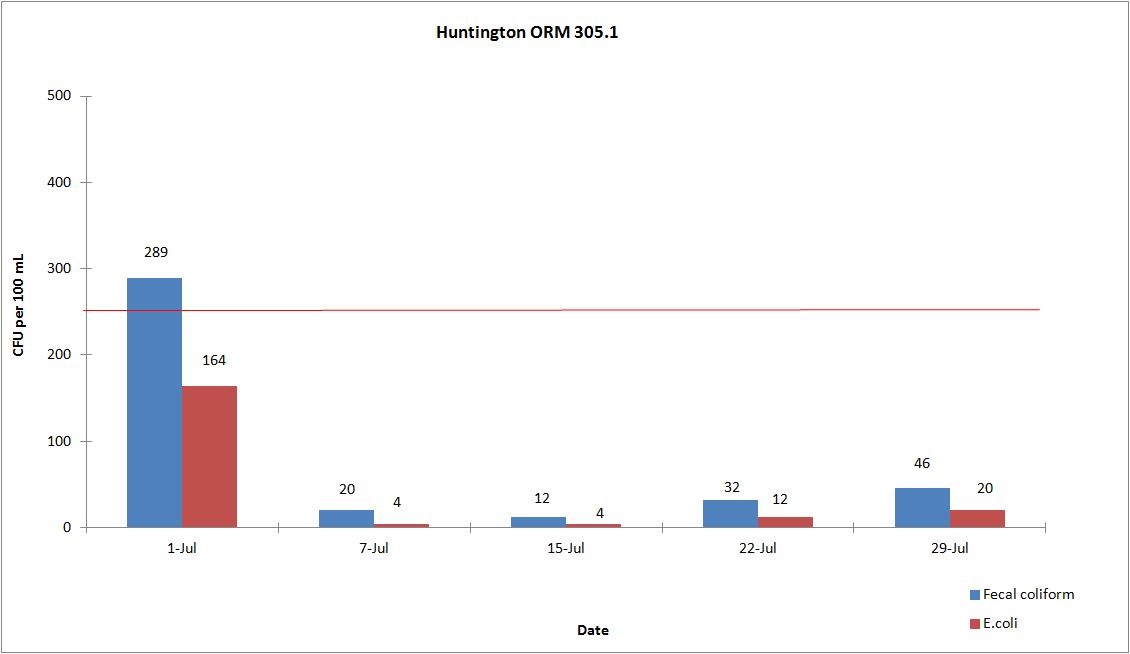 Huntington ORM 305.1
500
400
300
200
100
0
CFU per 100 mL
289
164
20
4
12
4
32
12
46
20
1-Jul
7-Jul
15-Jul
22-Jul
29-Jul
Date
Fecal coliform
E.coli